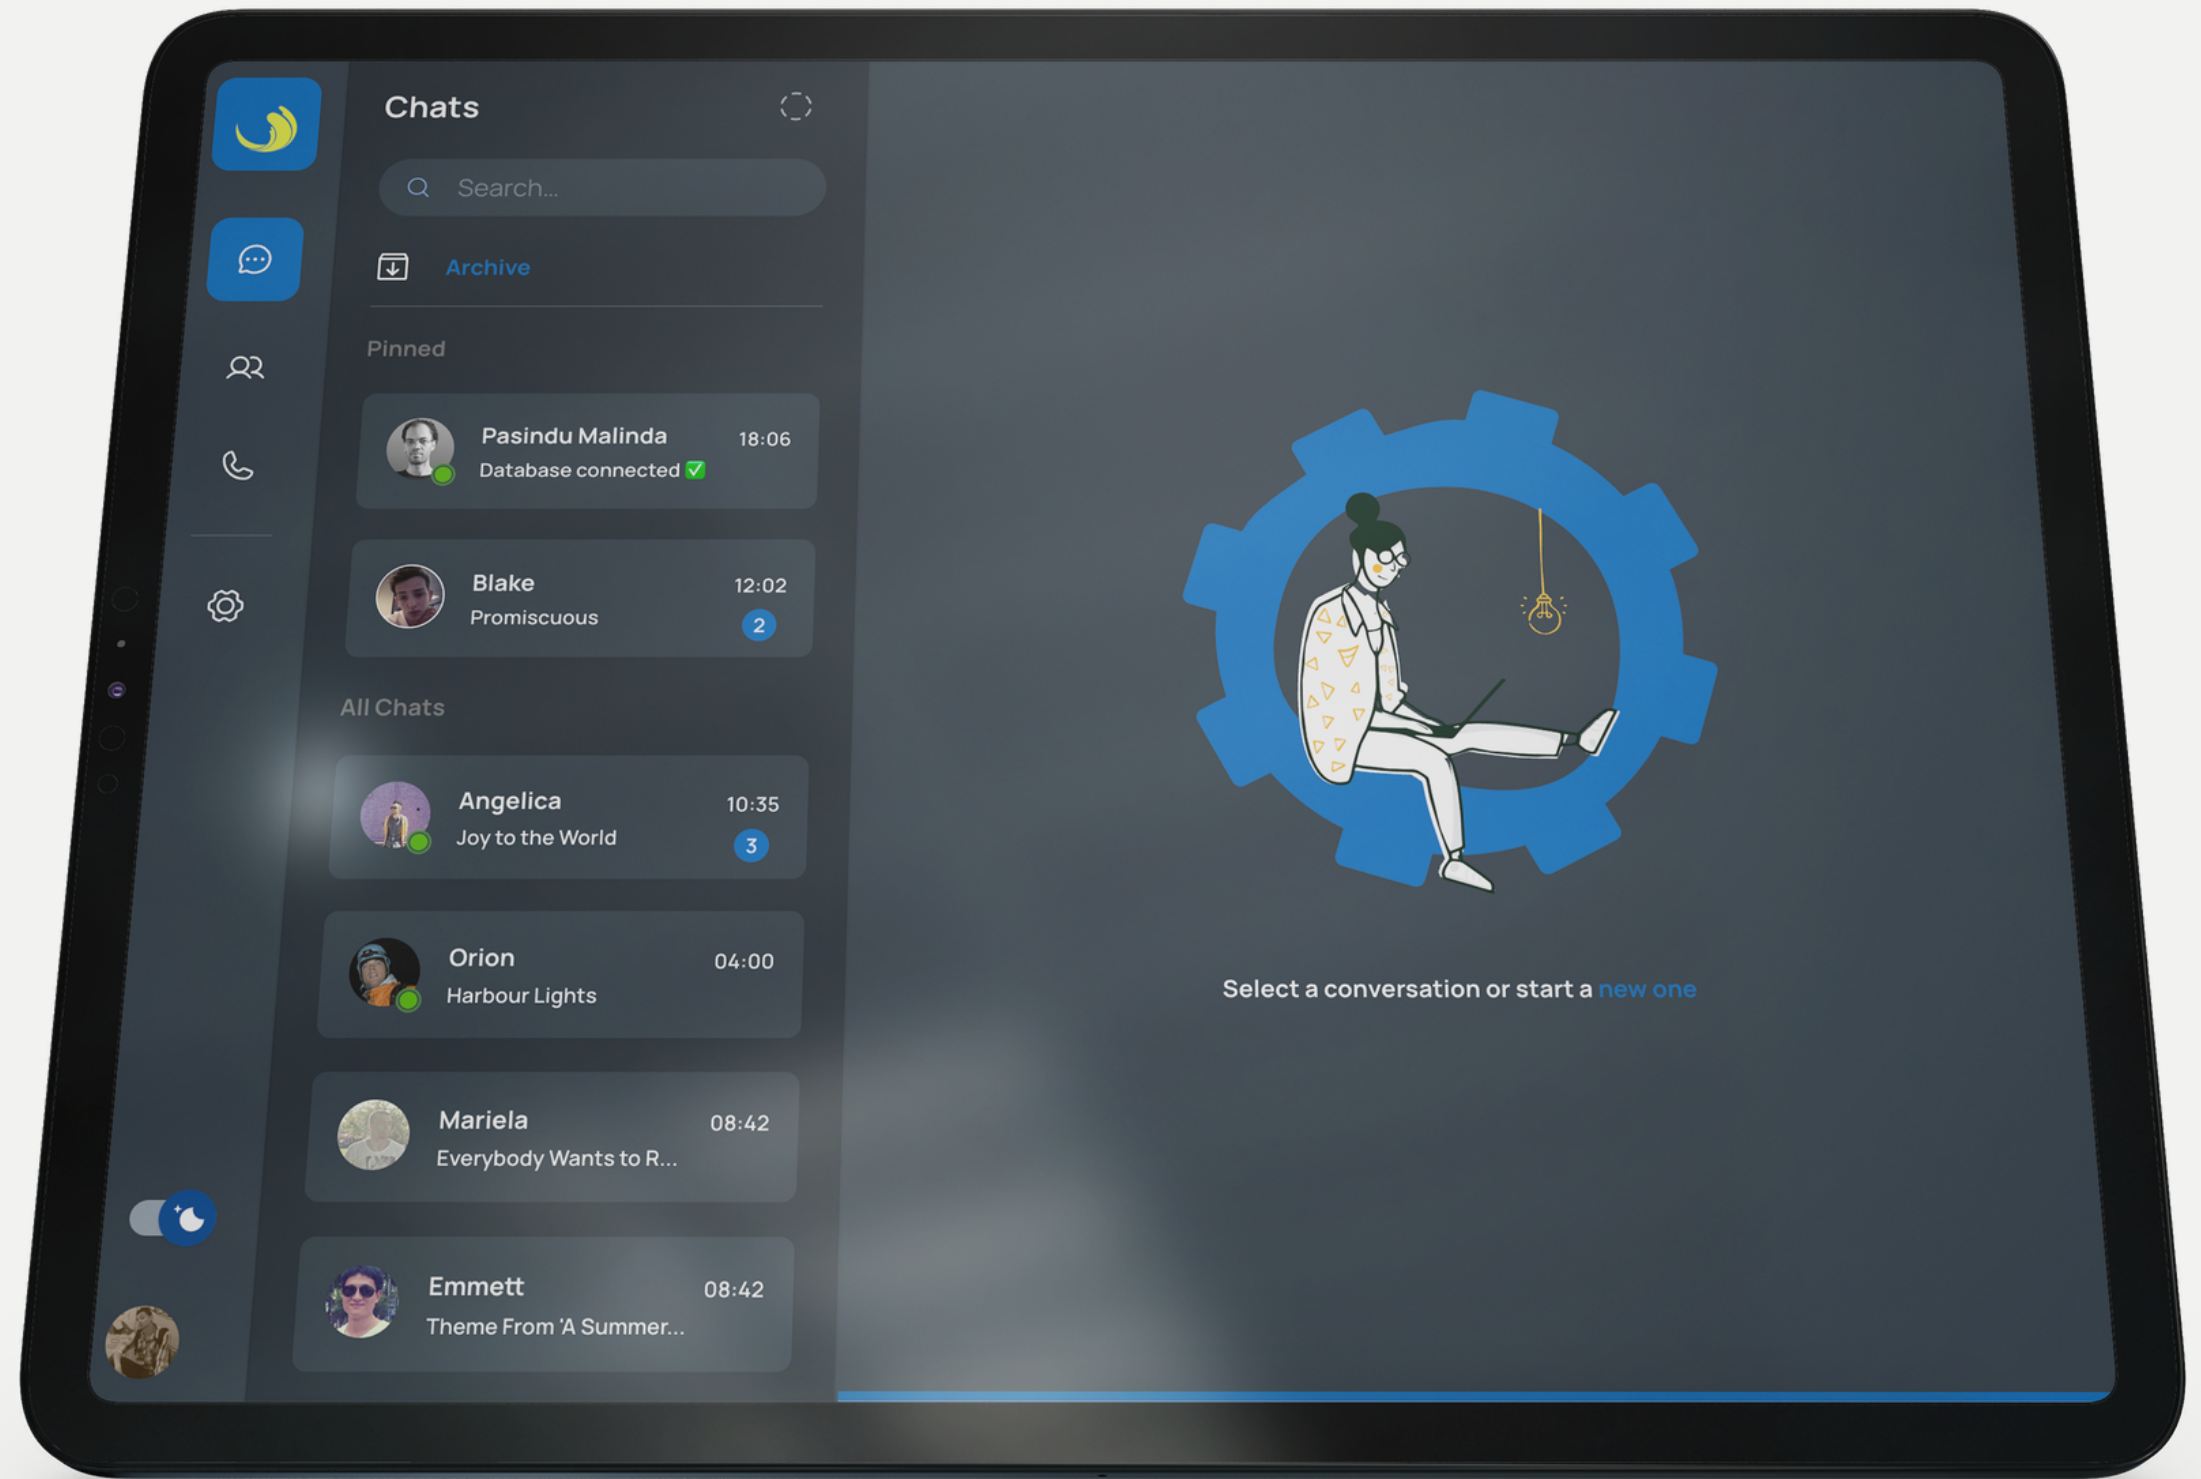 Chats
Search...
Archive
Pinned
Pasindu Malinda
18:06
Database connected ✅
Blake
12:02
Promiscuous
2
All Chats
Angelica
10:35
Joy to the World
3
Orion
04:00
Harbour Lights
Mariela
08:42
Everybody Wants to R...
Emmett
08:42
Theme From 'A Summer...
Select a conversation or start a new one